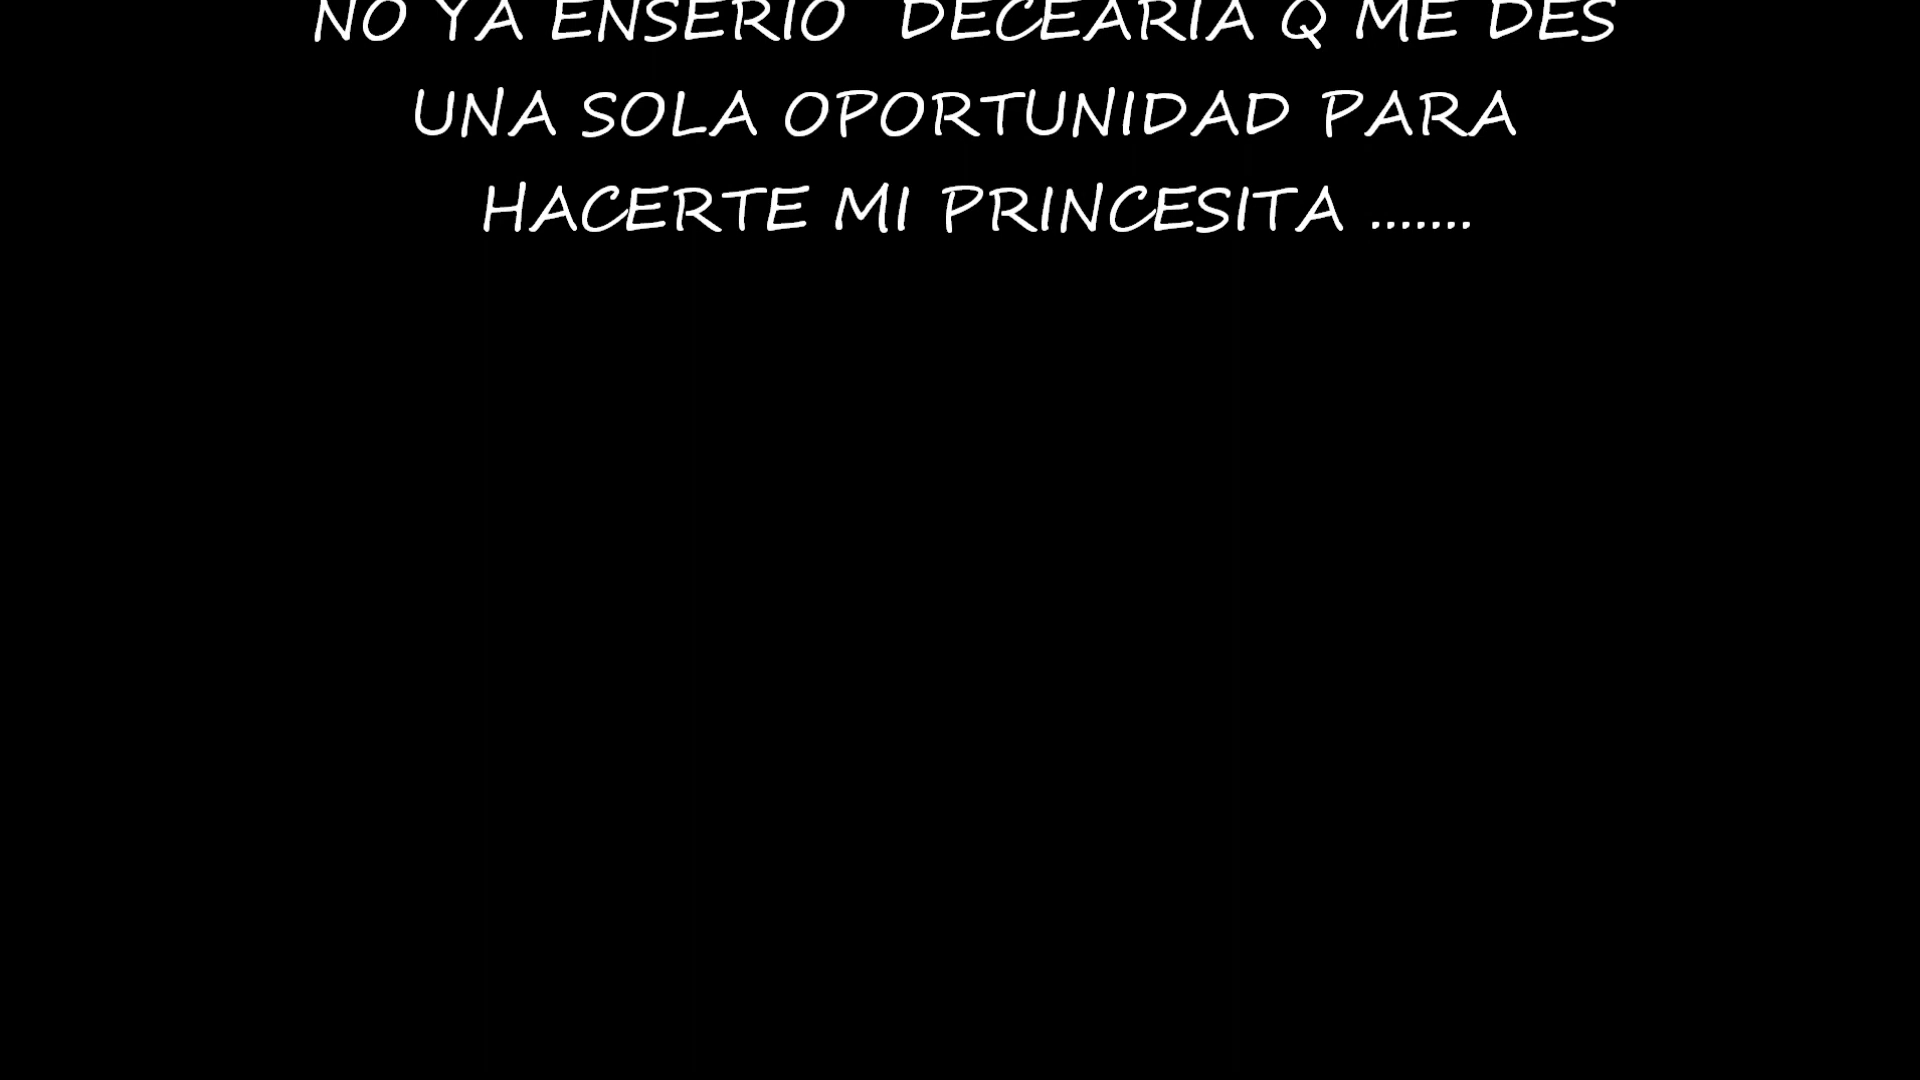 NO YA ENSERIO DECEARIA Q ME DES
UNA SOLA OPORTUNIDAD PARA
HACERTE MI PRINCESITA .......